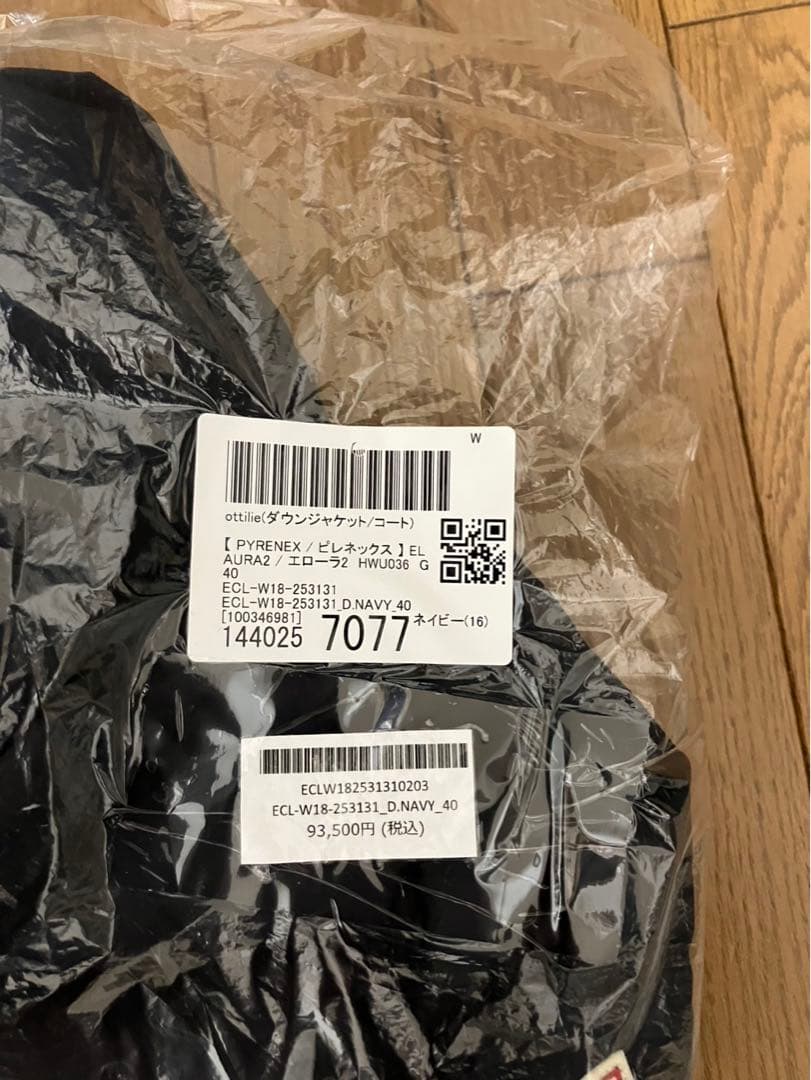 W
ottilie(ダウンジャケット/コート)
【 PYRENEX / ピレネックス 】 EL
AURA2 / エローラ2 HWU036 G
40
ECL-W18-253131
ECL-W18-253131_D.NAVY_40
[100346981]
144025 7077 ネイビー(16)
ECLW182531310203
ECL-W18-253131_D.NAVY_40
93,500円 (税込)